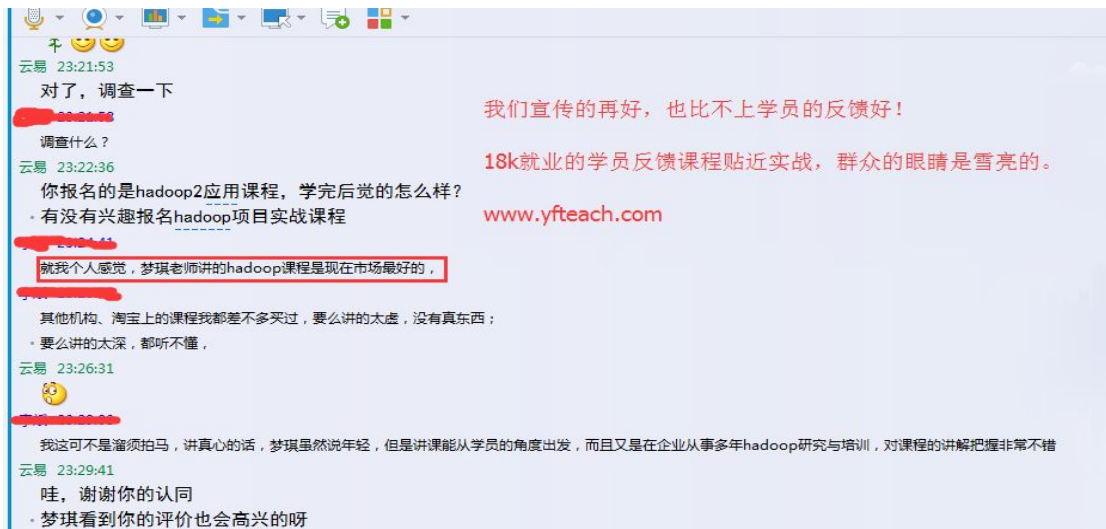 云易 23:21:53
对了，调查一下
我们宣传的再好，也比不上学员的反馈好！
调查什么？
18k就业的学员反馈课程贴近实战，群众的眼睛是雪亮的。
云易 23:22:36
你报名的是hadoop2应用课程，学完后觉的怎么样？
·有没有兴趣报名hadoop项目实战课程
www.yfteach.com
就我个人感觉，梦琪老师讲的hadoop课程是现在市场最好的，
其他机构、淘宝上的课程我都差不多买过，要么讲的太虚，没有真东西；
·要么讲的太深，都听不懂，
云易 23:26:31
我这可不是溜须拍马，讲真心的话，梦琪虽然说年轻，但是讲课能从学员的角度出发，而且又是在企业从事多年hadoop研究与培训，对课程的讲解把握非常不错
云易 23:29:41
哇，谢谢你的认同
·梦琪看到你的评价也会高兴的呀